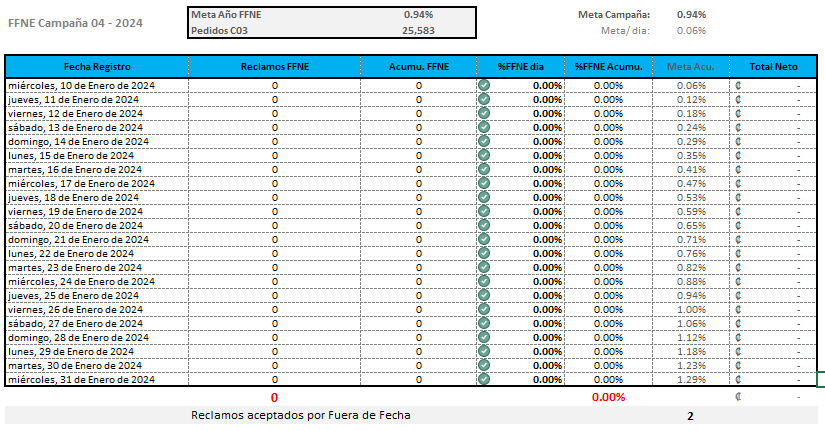 FFNE Campaña 04 - 2024
Meta Año FFNE 0.94%
Pedidos C03 25,583
Meta Campaña: 0.94%
Meta/ dia: 0.06%
Fecha Registro Reclamos FFNE Acumu. FFNE %FFNE dia %FFNE Acumu. Meta Acu. Total Neto
miércoles, 10 de Enero de 2024 0 0 0.00% 0.00% 0.06% ₡ -
jueves, 11 de Enero de 2024 0 0 0.00% 0.00% 0.12% ₡ -
viernes, 12 de Enero de 2024 0 0 0.00% 0.00% 0.18% ₡ -
sábado, 13 de Enero de 2024 0 0 0.00% 0.00% 0.24% ₡ -
domingo, 14 de Enero de 2024 0 0 0.00% 0.00% 0.29% ₡ -
lunes, 15 de Enero de 2024 0 0 0.00% 0.00% 0.35% ₡ -
martes, 16 de Enero de 2024 0 0 0.00% 0.00% 0.41% ₡ -
miércoles, 17 de Enero de 2024 0 0 0.00% 0.00% 0.47% ₡ -
jueves, 18 de Enero de 2024 0 0 0.00% 0.00% 0.53% ₡ -
viernes, 19 de Enero de 2024 0 0 0.00% 0.00% 0.59% ₡ -
sábado, 20 de Enero de 2024 0 0 0.00% 0.00% 0.65% ₡ -
domingo, 21 de Enero de 2024 0 0 0.00% 0.00% 0.71% ₡ -
lunes, 22 de Enero de 2024 0 0 0.00% 0.00% 0.76% ₡ -
martes, 23 de Enero de 2024 0 0 0.00% 0.00% 0.82% ₡ -
miércoles, 24 de Enero de 2024 0 0 0.00% 0.00% 0.88% ₡ -
jueves, 25 de Enero de 2024 0 0 0.00% 0.00% 0.94% ₡ -
viernes, 26 de Enero de 2024 0 0 0.00% 0.00% 1.00% ₡ -
sábado, 27 de Enero de 2024 0 0 0.00% 0.00% 1.06% ₡ -
domingo, 28 de Enero de 2024 0 0 0.00% 0.00% 1.12% ₡ -
lunes, 29 de Enero de 2024 0 0 0.00% 0.00% 1.18% ₡ -
martes, 30 de Enero de 2024 0 0 0.00% 0.00% 1.23% ₡ -
miércoles, 31 de Enero de 2024 0 0 0.00% 0.00% 1.29% ₡ -
0 0.00% ₡ -
Reclamos aceptados por Fuera de Fecha 2